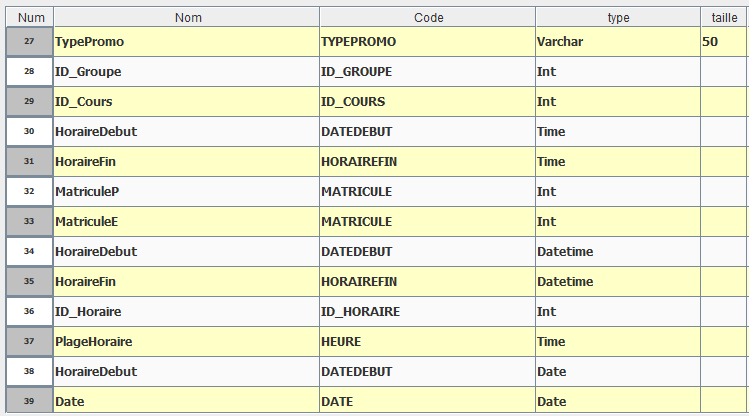 Num Nom Code type taille
27 TypePromo TYPEPROMO Varchar 50
28 ID_Groupe ID_GROUPE Int
29 ID_Cours ID_COURS Int
30 HoraireDebut DATEDEBUT Time
31 HoraireFin HORAIREFIN Time
32 MatriculeP MATRICULE Int
33 MatriculeE MATRICULE Int
34 HoraireDebut DATEDEBUT Datetime
35 HoraireFin HORAIREFIN Datetime
36 ID_Horaire ID_HORAIRE Int
37 PlageHoraire HEURE Time
38 HoraireDebut DATEDEBUT Date
39 Date DATE Date